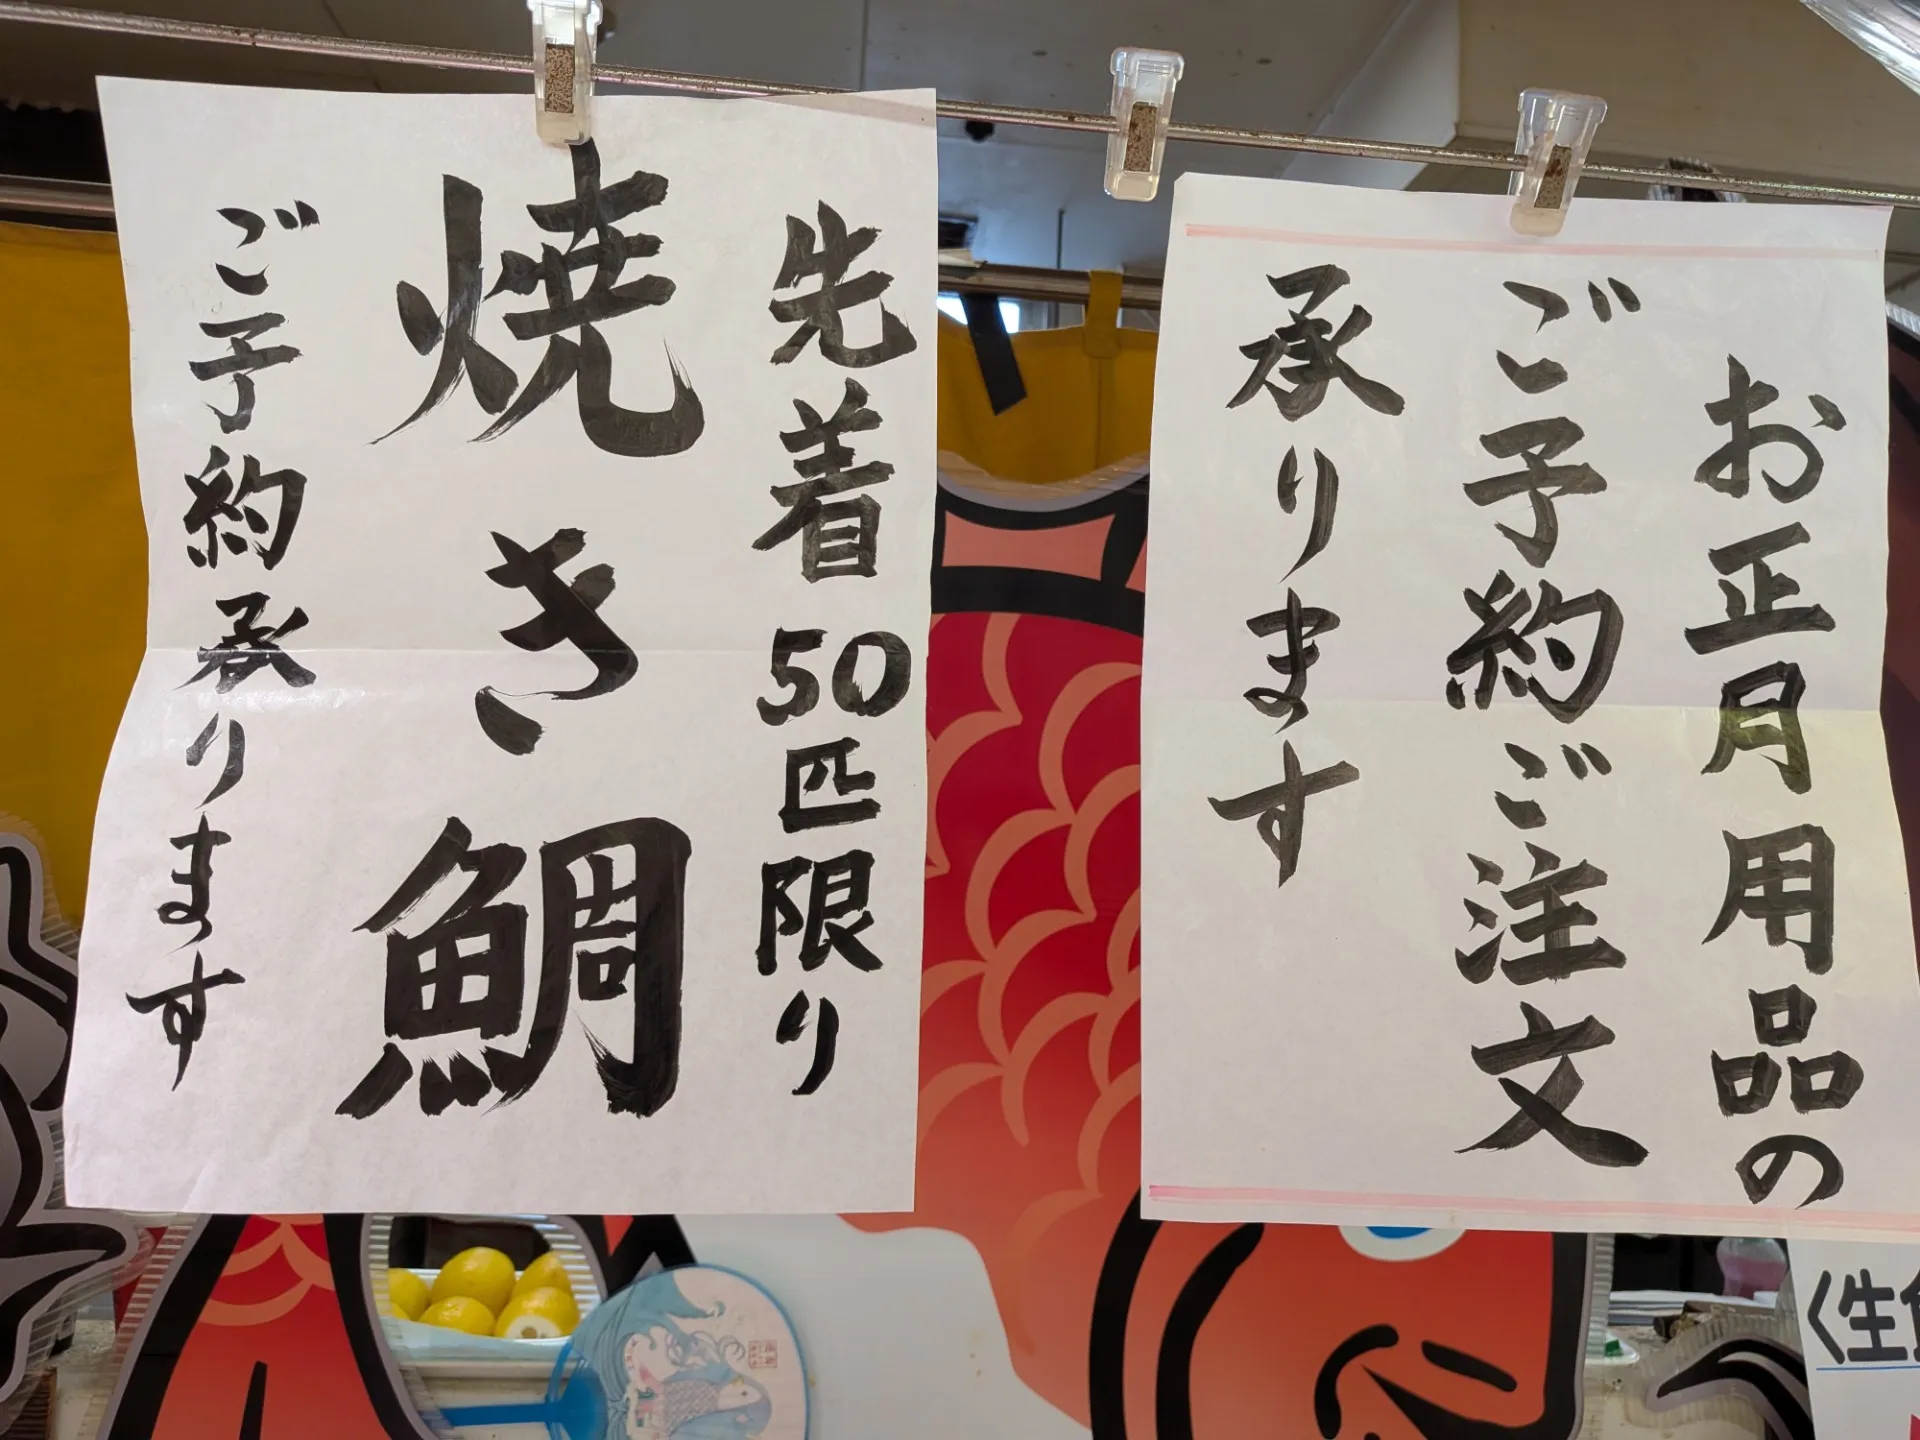 お正月用品の
ご予約ご注文
承ります
先着50匹限り
焼き鯛
ご予約承ります
〈生